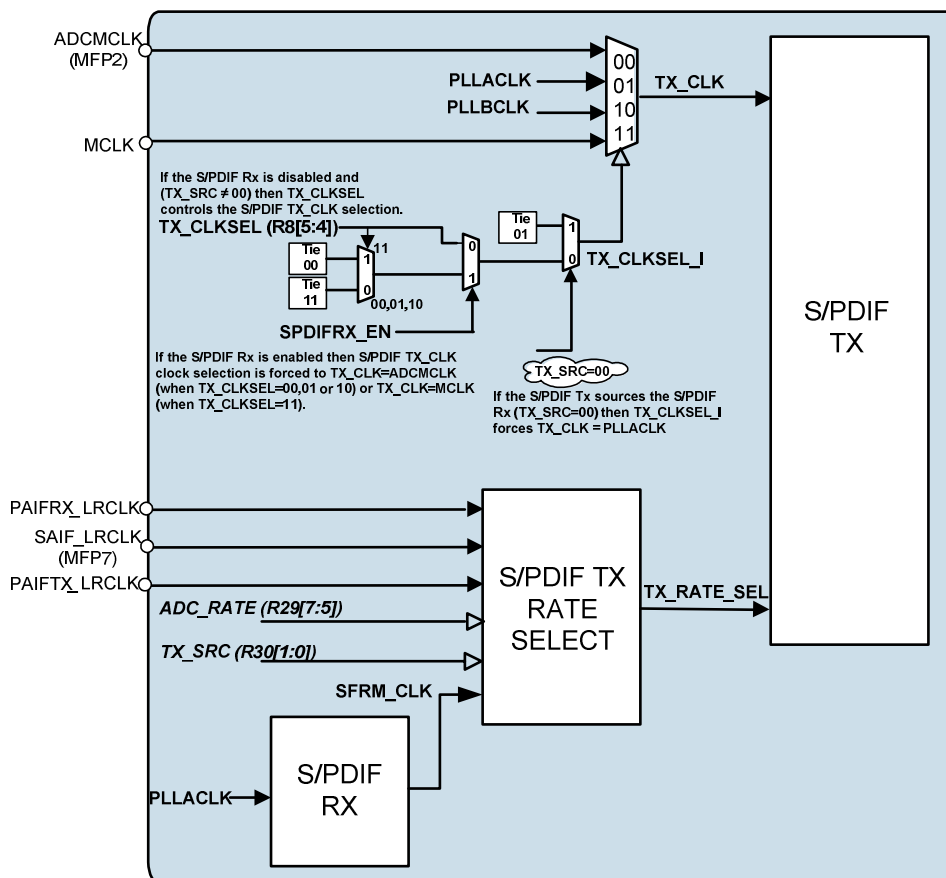 ADCMCLK
(MFP2)
00
01
10
11
PLLACLK
PLLBCLK
TX_CLK
MCLK
If the S/PDIF Rx is disabled and
(TX_SRC ≠ 00) then TX_CLKSEL
controls the S/PDIF TX_CLK selection.
TX_CLKSEL (R8[5:4])
11
Tie
00
Tie
11
1
0
00,01,10
0
1
Tie
01
1
0
TX_CLKSEL_I
SPDIFRX_EN
If the S/PDIF Rx is enabled then S/PDIF TX_CLK
clock selection is forced to TX_CLK=ADCMCLK
(when TX_CLKSEL=00,01 or 10) or TX_CLK=MCLK
(when TX_CLKSEL=11).
TX_SRC=00
If the S/PDIF Tx sources the S/PDIF
Rx (TX_SRC=00) then TX_CLKSEL_I
forces TX_CLK = PLLACLK
S/PDIF
TX
PAIFRX_LRCLK
SAIF_LRCLK
(MFP7)
PAIFTX_LRCLK
ADC_RATE (R29[7:5])
TX_SRC (R30[1:0])
SFRM_CLK
S/PDIF TX
RATE
SELECT
TX_RATE_SEL
PLLACLK
S/PDIF
RX